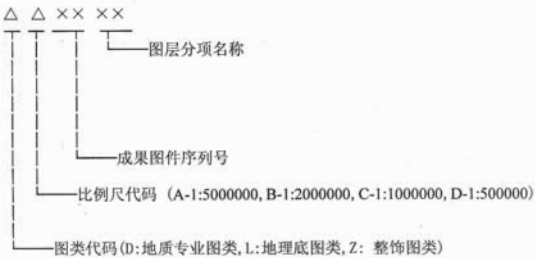 △ △ ×× ××
图层分项名称
成果图件序列号
比例尺代码 (A-1:5000000, B-1:2000000, C-1:1000000, D-1:500000)
图类代码(D:地质专业图类, L:地理底图类, Z: 整饰图类)